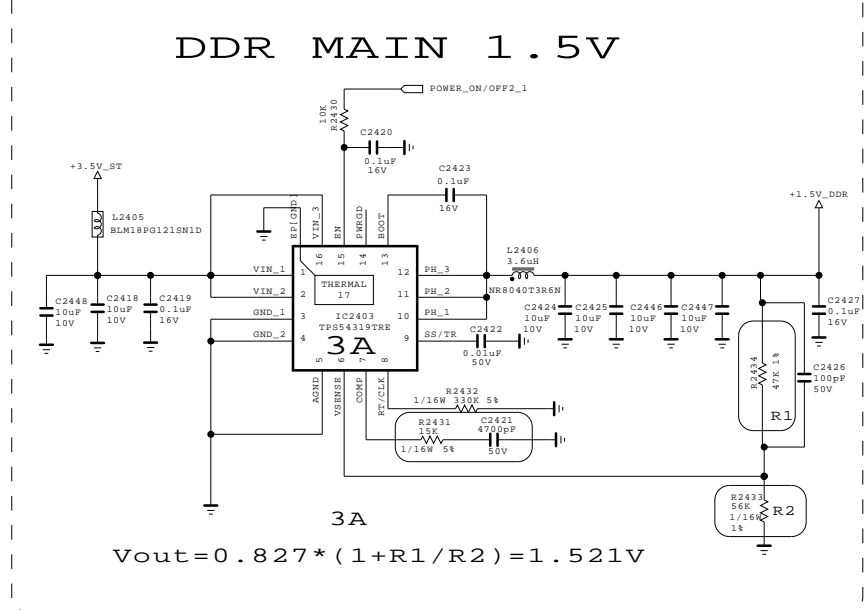 DDR MAIN 1.5V
POWER_ON/OFF2_1
10K
R2430
C2420
0.1uF
16V
C2423
0.1uF
16V
+3.5V_ST
L2405
BLM18PG121SN1D
+1.5V_DDR
EP[GND]
VIN_3
EN
PWRGD
BOOT
16
15
14
13
L2406
3.6uH
NR8040T3R6N
VIN_1
1
VIN_2
2
GND_1
3
GND_2
4
THERMAL
17
IC2403
TPS54319TRE
3A
12
PH_3
11
PH_2
10
PH_1
9
SS/TR
C2422
0.01uF
50V
C2448
10uF
10V
C2418
10uF
10V
C2419
0.1uF
16V
C2424
10uF
10V
C2425
10uF
10V
C2446
10uF
10V
C2447
10uF
10V
C2427
0.1uF
16V
5
6
7
8
AGND
VSENSE
COMP
RT/CLK
R2432
1/16W 330K 5%
R2431
15K
1/16W 5%
C2421
4700pF
50V
R2434
47K 1%
R1
C2426
100pF
50V
R2433
56K
1/16W
1%
R2
3A
Vout=0.827*(1+R1/R2)=1.521V